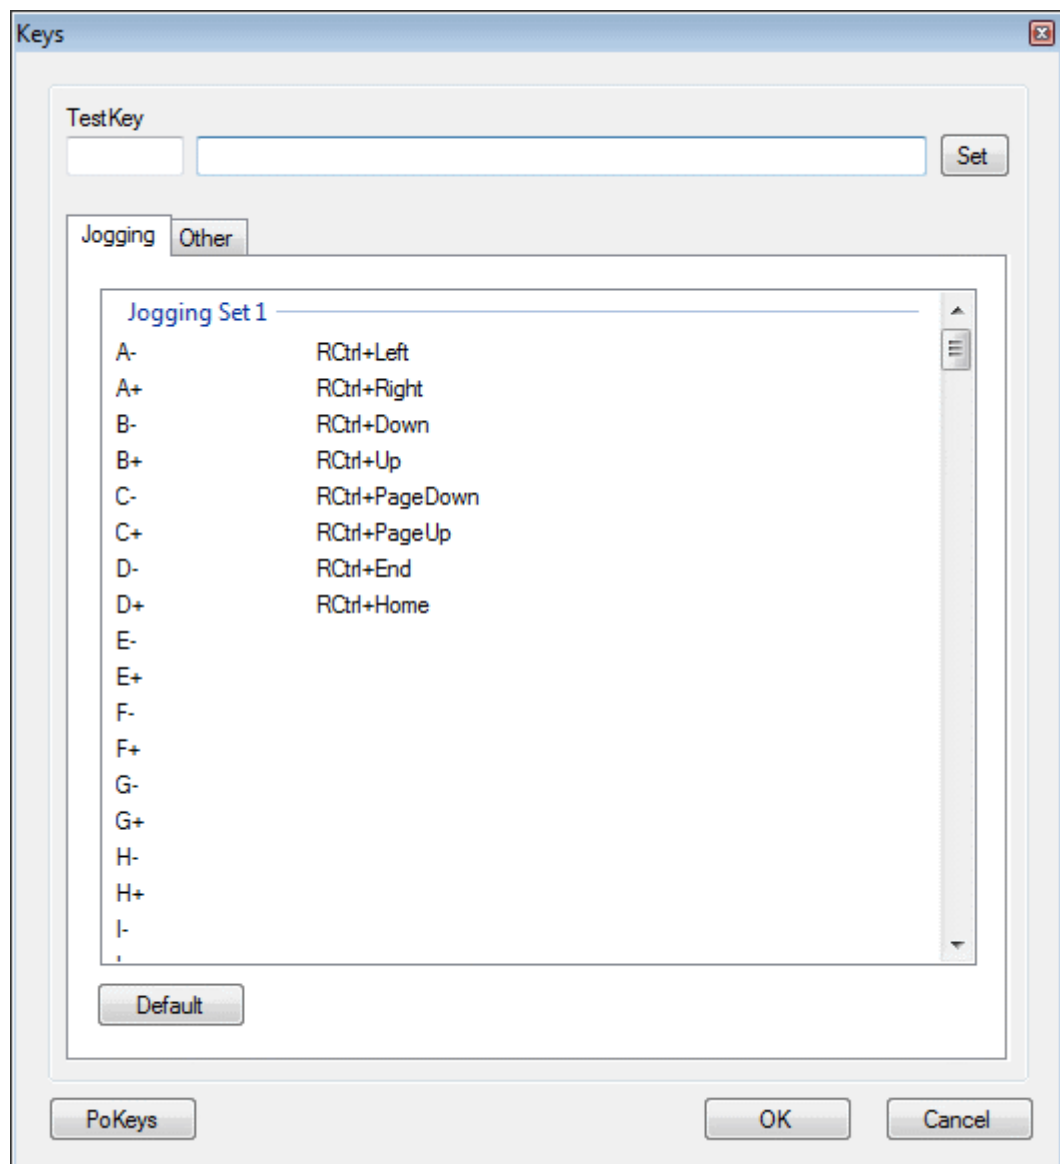 Keys
TestKey
Set
Jogging Other
Jogging Set 1
A- RCtrl+Left
A+ RCtrl+Right
B- RCtrl+Down
B+ RCtrl+Up
C- RCtrl+PageDown
C+ RCtrl+PageUp
D- RCtrl+End
D+ RCtrl+Home
E-
E+
F-
F+
G-
G+
H-
H+
I-
Default
PoKeys OK Cancel